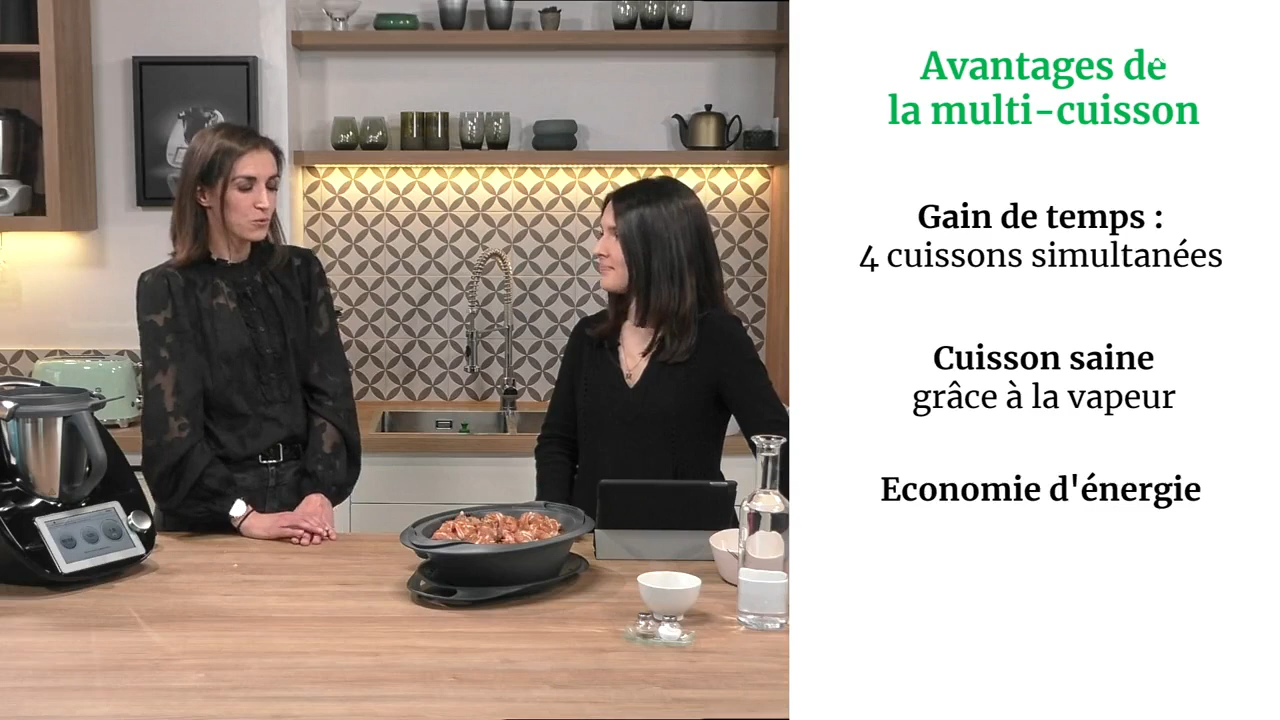 Avantages de
la multi-cuisson
Gain de temps :
4 cuissons simultanées
Cuisson saine
grâce à la vapeur
Economie d'énergie